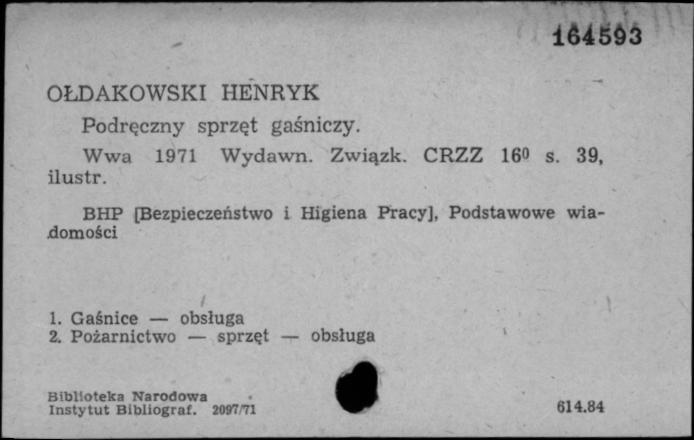 164593
OŁDAKOWSKI HENRYK
Podręczny sprzęt gaśniczy.
Wwa 1971 Wydawn. Związk. CRZZ 16⁰ s. 39,
ilustr.
BHP [Bezpieczeństwo i Higiena Pracy], Podstawowe wia-
domości
1. Gaśnice — obsługa
2. Pożarnictwo — sprzęt — obsługa
Biblioteka Narodowa
Instytut Bibliograf. 2097/71
614.84